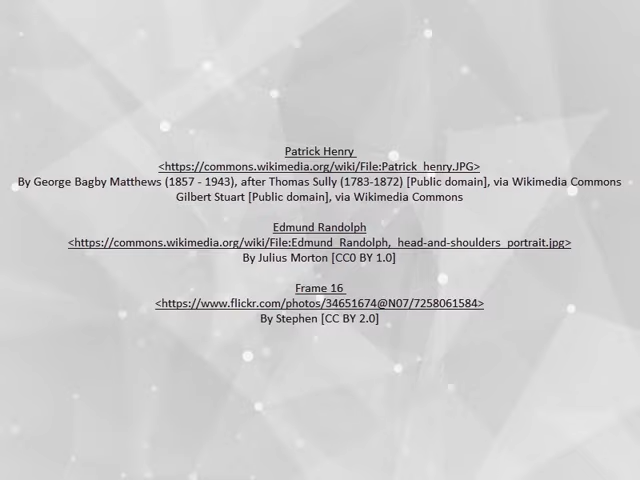 Patrick Henry
<https://commons.wikimedia.org/wiki/File:Patrick_henry.JPG>
By George Bagby Matthews (1857 - 1943), after Thomas Sully (1783-1872) [Public domain], via Wikimedia Commons
Gilbert Stuart [Public domain], via Wikimedia Commons
Edmund Randolph
<https://commons.wikimedia.org/wiki/File:Edmund_Randolph,_head-and-shoulders_portrait.jpg>
By Julius Morton [CC0 BY 1.0]
Frame 16
<https://www.flickr.com/photos/34651674@N07/7258061584>
By Stephen [CC BY 2.0]